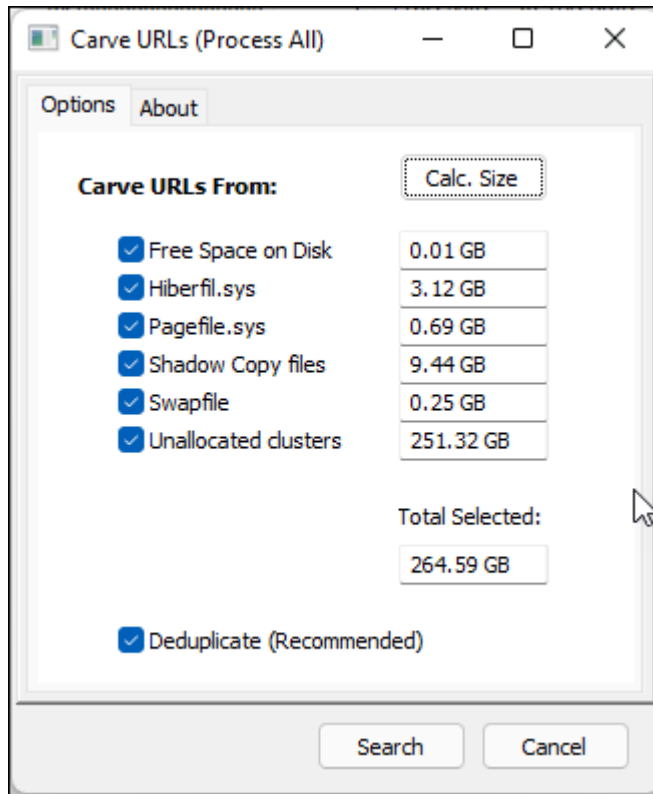 Carve URLs (Process All)
Options About
Carve URLs From: Calc. Size
Free Space on Disk 0.01 GB
Hiberfil.sys 3.12 GB
Pagefile.sys 0.69 GB
Shadow Copy files 9.44 GB
Swapfile 0.25 GB
Unallocated clusters 251.32 GB
Total Selected:
264.59 GB
Deduplicate (Recommended)
Search Cancel